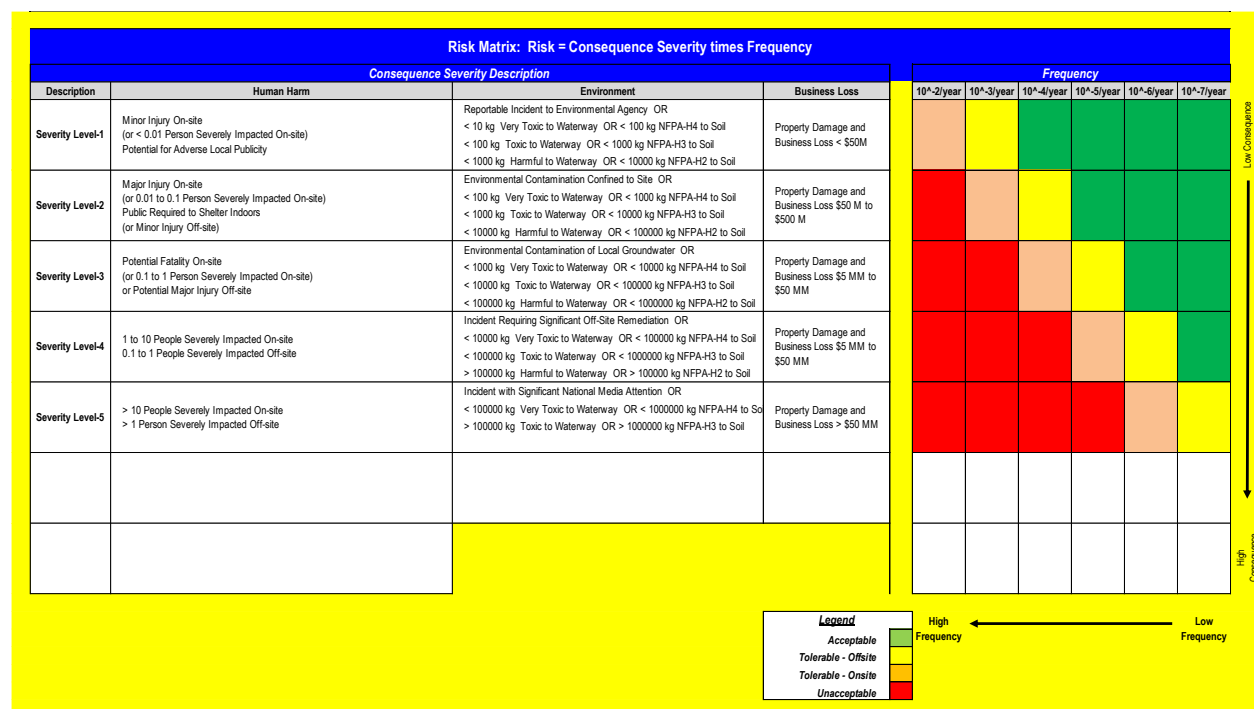 Risk Matrix: Risk = Consequence Severity times Frequency
Consequence Severity Description
Frequency
Description
Human Harm
Environment
Business Loss
10^-2/year
10^-3/year
10^-4/year
10^-5/year
10^-6/year
10^-7/year
Severity Level-1
Minor Injury On-site
(or < 0.01 Person Severely Impacted On-site)
Potential for Adverse Local Publicity
Reportable Incident to Environmental Agency OR
< 10 kg Very Toxic to Waterway OR < 100 kg NFPA-H4 to Soil
< 100 kg Toxic to Waterway OR < 1000 kg NFPA-H3 to Soil
< 1000 kg Harmful to Waterway OR < 10000 kg NFPA-H2 to Soil
Property Damage and
Business Loss < $50M
Severity Level-2
Major Injury On-site
(or 0.01 to 0.1 Person Severely Impacted On-site)
Public Required to Shelter Indoors
(or Minor Injury Off-site)
Environmental Contamination Confined to Site OR
< 100 kg Very Toxic to Waterway OR < 1000 kg NFPA-H4 to Soil
< 1000 kg Toxic to Waterway OR < 10000 kg NFPA-H3 to Soil
< 10000 kg Harmful to Waterway OR < 100000 kg NFPA-H2 to Soil
Property Damage and
Business Loss $50 M to
$500 M
Severity Level-3
Potential Fatality On-site
(or 0.1 to 1 Person Severely Impacted On-site)
or Potential Major Injury Off-site
Environmental Contamination of Local Groundwater OR
< 1000 kg Very Toxic to Waterway OR < 10000 kg NFPA-H4 to Soil
< 10000 kg Toxic to Waterway OR < 100000 kg NFPA-H3 to Soil
< 100000 kg Harmful to Waterway OR < 1000000 kg NFPA-H2 to Soil
Property Damage and
Business Loss $5 MM to
$50 MM
Severity Level-4
1 to 10 People Severely Impacted On-site
0.1 to 1 People Severely Impacted Off-site
Incident Requiring Significant Off-Site Remediation OR
< 10000 kg Very Toxic to Waterway OR < 100000 kg NFPA-H4 to Soil
< 100000 kg Toxic to Waterway OR < 1000000 kg NFPA-H3 to Soil
> 100000 kg Harmful to Waterway OR > 100000 kg NFPA-H2 to Soil
Property Damage and
Business Loss $5 MM to
$50 MM
Severity Level-5
> 10 People Severely Impacted On-site
> 1 Person Severely Impacted Off-site
Incident with Significant National Media Attention OR
< 100000 kg Very Toxic to Waterway OR < 1000000 kg NFPA-H4 to So
> 100000 kg Toxic to Waterway OR > 1000000 kg NFPA-H3 to Soil
Property Damage and
Business Loss > $50 MM
Low Consequence
High
Consequence
Legend
Acceptable
Tolerable - Offsite
Tolerable - Onsite
Unacceptable
High
Frequency
Low
Frequency